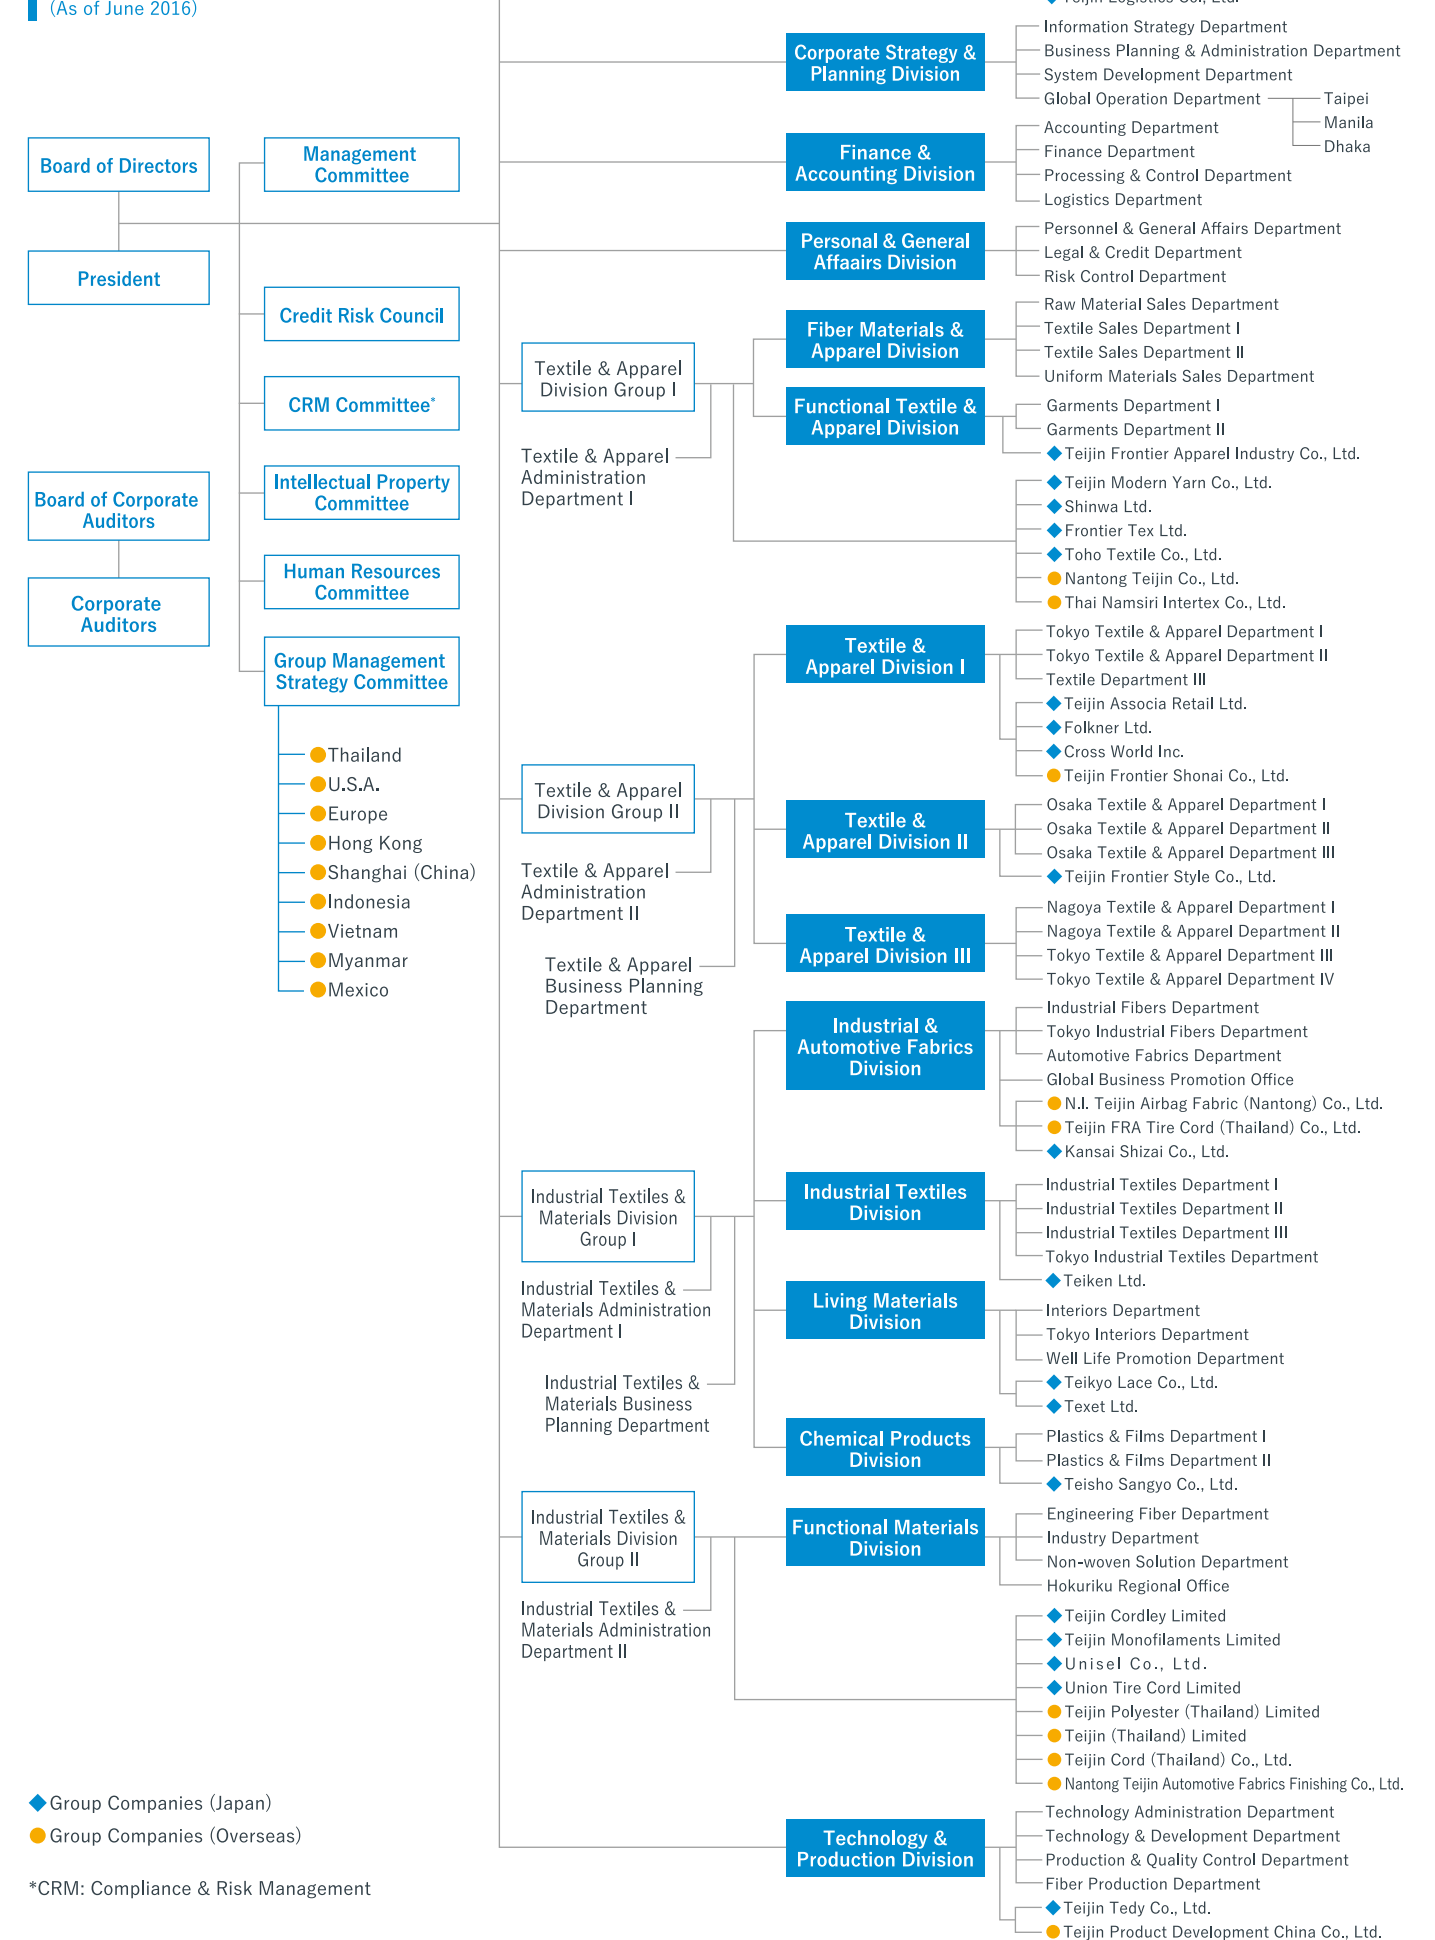 (As of June 2016)
Board of Directors
President
Board of Corporate
Auditors
Corporate
Auditors
Management
Committee
Credit Risk Council
CRM Committee*
Intellectual Property
Committee
Human Resources
Committee
Group Management
Strategy Committee
Thailand
U.S.A.
Europe
Hong Kong
Shanghai (China)
Indonesia
Vietnam
Myanmar
Mexico
Teijin Logistics Co., Ltd.
Corporate Strategy &
Planning Division
Information Strategy Department
Business Planning & Administration Department
System Development Department
Global Operation Department
Taipei
Manila
Dhaka
Finance &
Accounting Division
Accounting Department
Finance Department
Processing & Control Department
Logistics Department
Personal & General
Affaairs Division
Personnel & General Affairs Department
Legal & Credit Department
Risk Control Department
Textile & Apparel
Division Group I
Textile & Apparel
Administration
Department I
Fiber Materials &
Apparel Division
Raw Material Sales Department
Textile Sales Department I
Textile Sales Department II
Uniform Materials Sales Department
Functional Textile &
Apparel Division
Garments Department I
Garments Department II
Teijin Frontier Apparel Industry Co., Ltd.
Teijin Modern Yarn Co., Ltd.
Shinwa Ltd.
Frontier Tex Ltd.
Toho Textile Co., Ltd.
Nantong Teijin Co., Ltd.
Thai Namsiri Intertex Co., Ltd.
Textile & Apparel
Division Group II
Textile & Apparel
Administration
Department II
Textile & Apparel
Business Planning
Department
Textile &
Apparel Division I
Tokyo Textile & Apparel Department I
Tokyo Textile & Apparel Department II
Textile Department III
Teijin Associa Retail Ltd.
Folkner Ltd.
Cross World Inc.
Teijin Frontier Shonai Co., Ltd.
Textile &
Apparel Division II
Osaka Textile & Apparel Department I
Osaka Textile & Apparel Department II
Osaka Textile & Apparel Department III
Teijin Frontier Style Co., Ltd.
Textile &
Apparel Division III
Nagoya Textile & Apparel Department I
Nagoya Textile & Apparel Department II
Tokyo Textile & Apparel Department III
Tokyo Textile & Apparel Department IV
Industrial Textiles &
Materials Division
Group I
Industrial Textiles &
Materials Administration
Department I
Industrial Textiles &
Materials Business
Planning Department
Industrial &
Automotive Fabrics
Division
Industrial Fibers Department
Tokyo Industrial Fibers Department
Automotive Fabrics Department
Global Business Promotion Office
N.I. Teijin Airbag Fabric (Nantong) Co., Ltd.
Teijin FRA Tire Cord (Thailand) Co., Ltd.
Kansai Shizai Co., Ltd.
Industrial Textiles
Division
Industrial Textiles Department I
Industrial Textiles Department II
Industrial Textiles Department III
Tokyo Industrial Textiles Department
Teiken Ltd.
Living Materials
Division
Interiors Department
Tokyo Interiors Department
Well Life Promotion Department
Teikyo Lace Co., Ltd.
Texet Ltd.
Chemical Products
Division
Plastics & Films Department I
Plastics & Films Department II
Teisho Sangyo Co., Ltd.
Industrial Textiles &
Materials Division
Group II
Industrial Textiles &
Materials Administration
Department II
Functional Materials
Division
Engineering Fiber Department
Industry Department
Non-woven Solution Department
Hokuriku Regional Office
Teijin Cordley Limited
Teijin Monofilaments Limited
Unisel Co., Ltd.
Union Tire Cord Limited
Teijin Polyester (Thailand) Limited
Teijin (Thailand) Limited
Teijin Cord (Thailand) Co., Ltd.
Nantong Teijin Automotive Fabrics Finishing Co., Ltd.
Technology &
Production Division
Technology Administration Department
Technology & Development Department
Production & Quality Control Department
Fiber Production Department
Teijin Tedy Co., Ltd.
Teijin Product Development China Co., Ltd.
Group Companies (Japan)
Group Companies (Overseas)
*CRM: Compliance & Risk Management